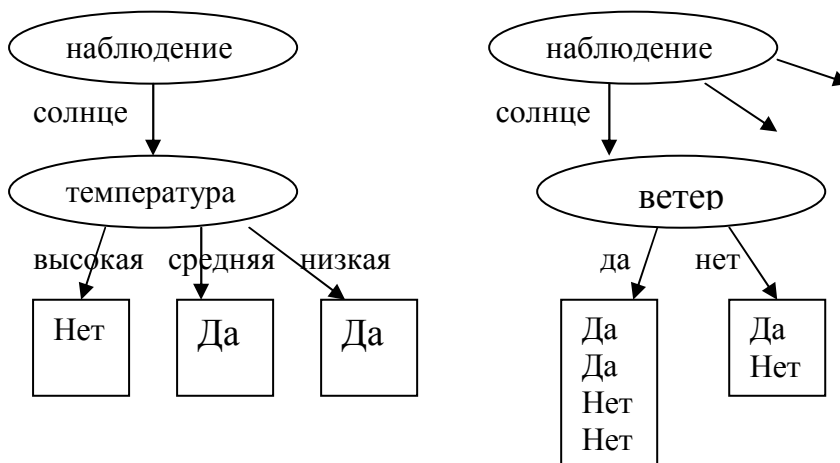 наблюдение
солнце
температура
высокая
средняя
низкая
Нет
Да
Да
наблюдение
солнце
ветер
да
нет
Да
Да
Нет
Нет
Да
Нет